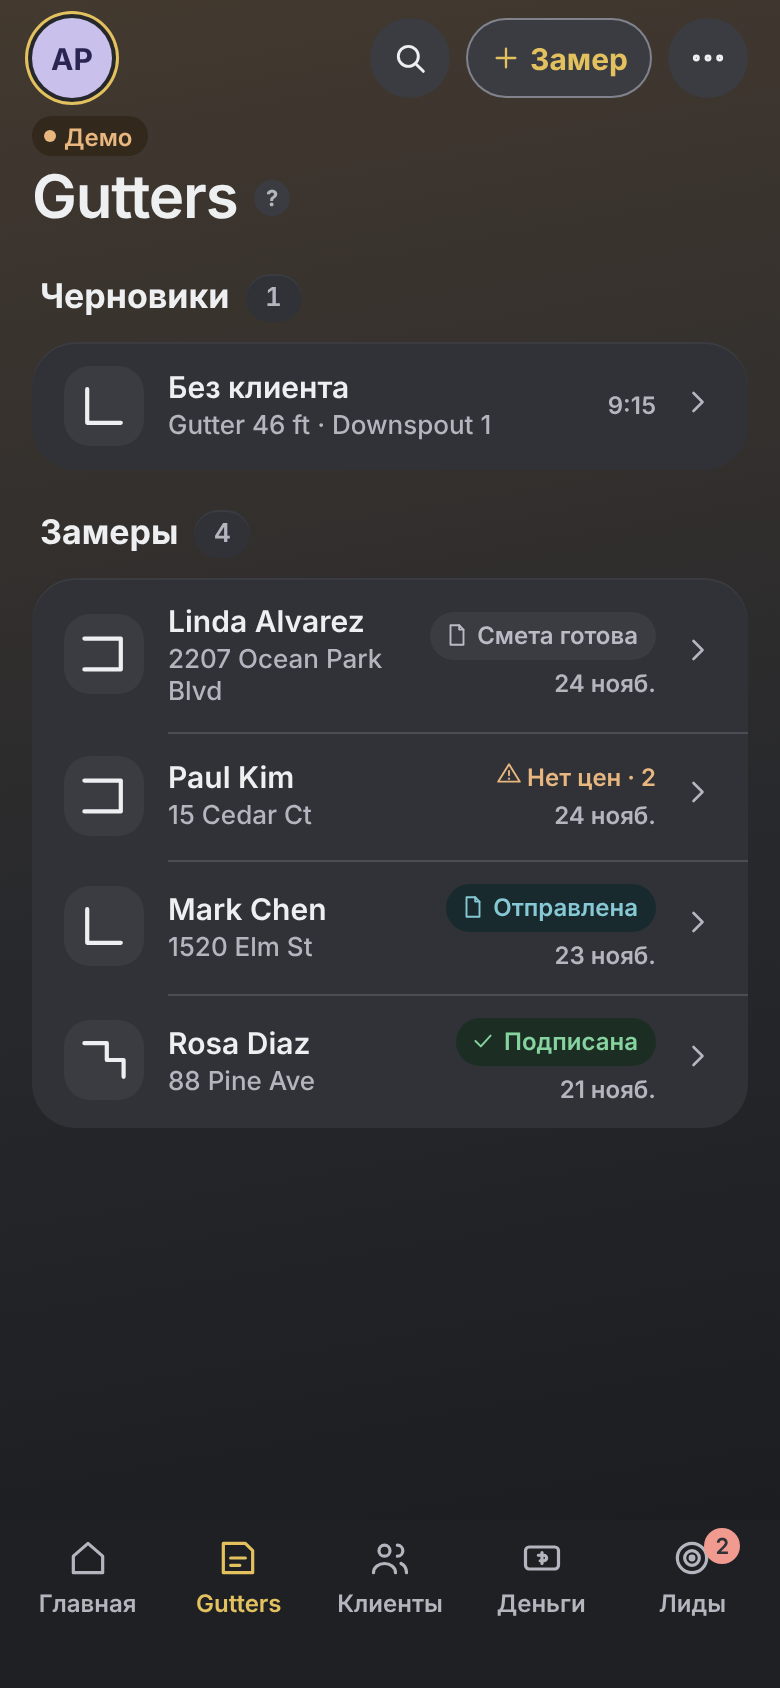 AP
+ Замер
Демо
Gutters ?
Черновики 1
Без клиента
Gutter 46 ft · Downspout 1
9:15
Замеры 4
Linda Alvarez
2207 Ocean Park
Blvd
Смета готова
24 нояб.
Paul Kim
15 Cedar Ct
Нет цен · 2
24 нояб.
Mark Chen
1520 Elm St
Отправлена
23 нояб.
Rosa Diaz
88 Pine Ave
Подписана
21 нояб.
2
Главная
Gutters
Клиенты
Деньги
Лиды